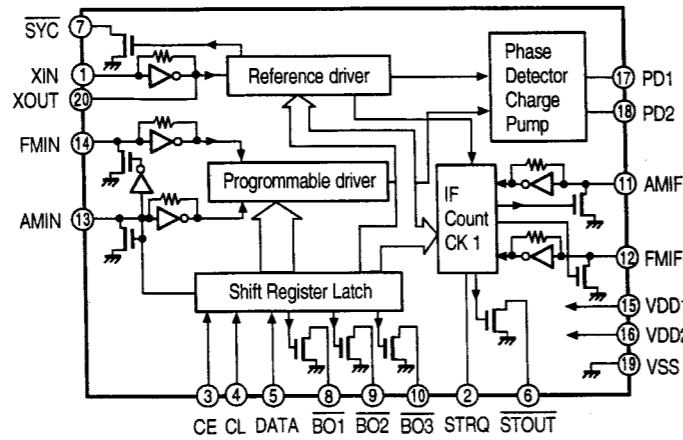 7
SYC
XIN
1
XOUT
20
FMIN
14
AMIN
13
Reference driver
Phase
Detector
Charge
Pump
17
PD1
18
PD2
Progrommable driver
IF
Count
CK 1
11
AMIF
12
FMIF
Shift Register Latch
15
VDD1
16
VDD2
19
VSS
3
4
5
8
9
10
2
6
CE
CL
DATA
BO1
BO2
BO3
STRQ
STOUT